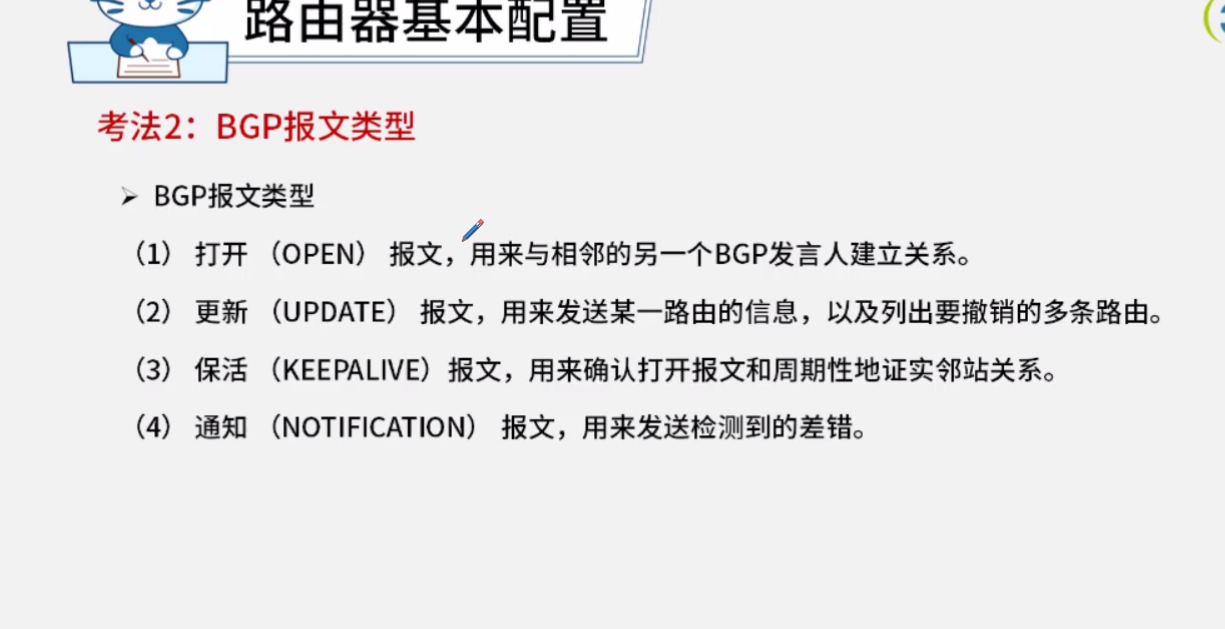 路由器基本配置
考法2：BGP报文类型
➢ BGP报文类型
（1） 打开 （OPEN） 报文，用来与相邻的另一个BGP发言人建立关系。
（2） 更新 （UPDATE） 报文，用来发送某一路由的信息，以及列出要撤销的多条路由。
（3） 保活 （KEEPALIVE）报文，用来确认打开报文和周期性地证实邻站关系。
（4） 通知 （NOTIFICATION） 报文，用来发送检测到的差错。